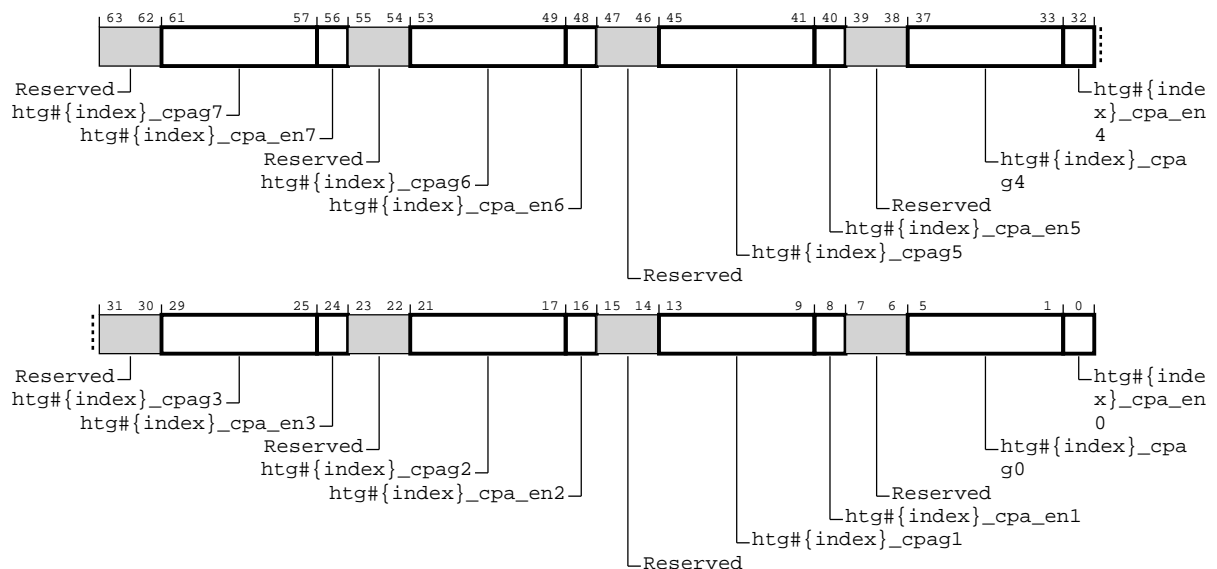 63 62 61 57 56 55 54 53 49 48 47 46 45 41 40 39 38 37 33 32
Reserved
htg#{index}_cpag7
htg#{index}_cpa_en7
Reserved
htg#{index}_cpag6
htg#{index}_cpa_en6
Reserved
htg#{index}_cpag5
htg#{index}_cpa_en5
Reserved
htg#{index}_cpa
g4
htg#{inde
x}_cpa_en
4
31 30 29 25 24 23 22 21 17 16 15 14 13 9 8 7 6 5 1 0
Reserved
htg#{index}_cpag3
htg#{index}_cpa_en3
Reserved
htg#{index}_cpag2
htg#{index}_cpa_en2
Reserved
htg#{index}_cpag1
htg#{index}_cpa_en1
Reserved
htg#{index}_cpa
g0
htg#{inde
x}_cpa_en
0